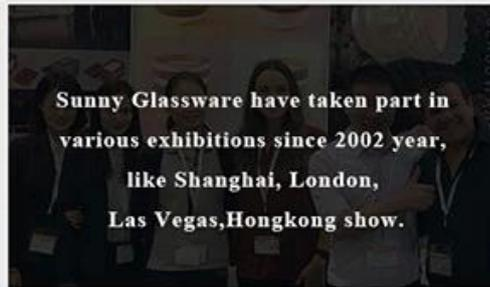 Sunny Glassware have taken part in
various exhibitions since 2002 year,
like Shanghai, London,
Las Vegas,Hongkong show.